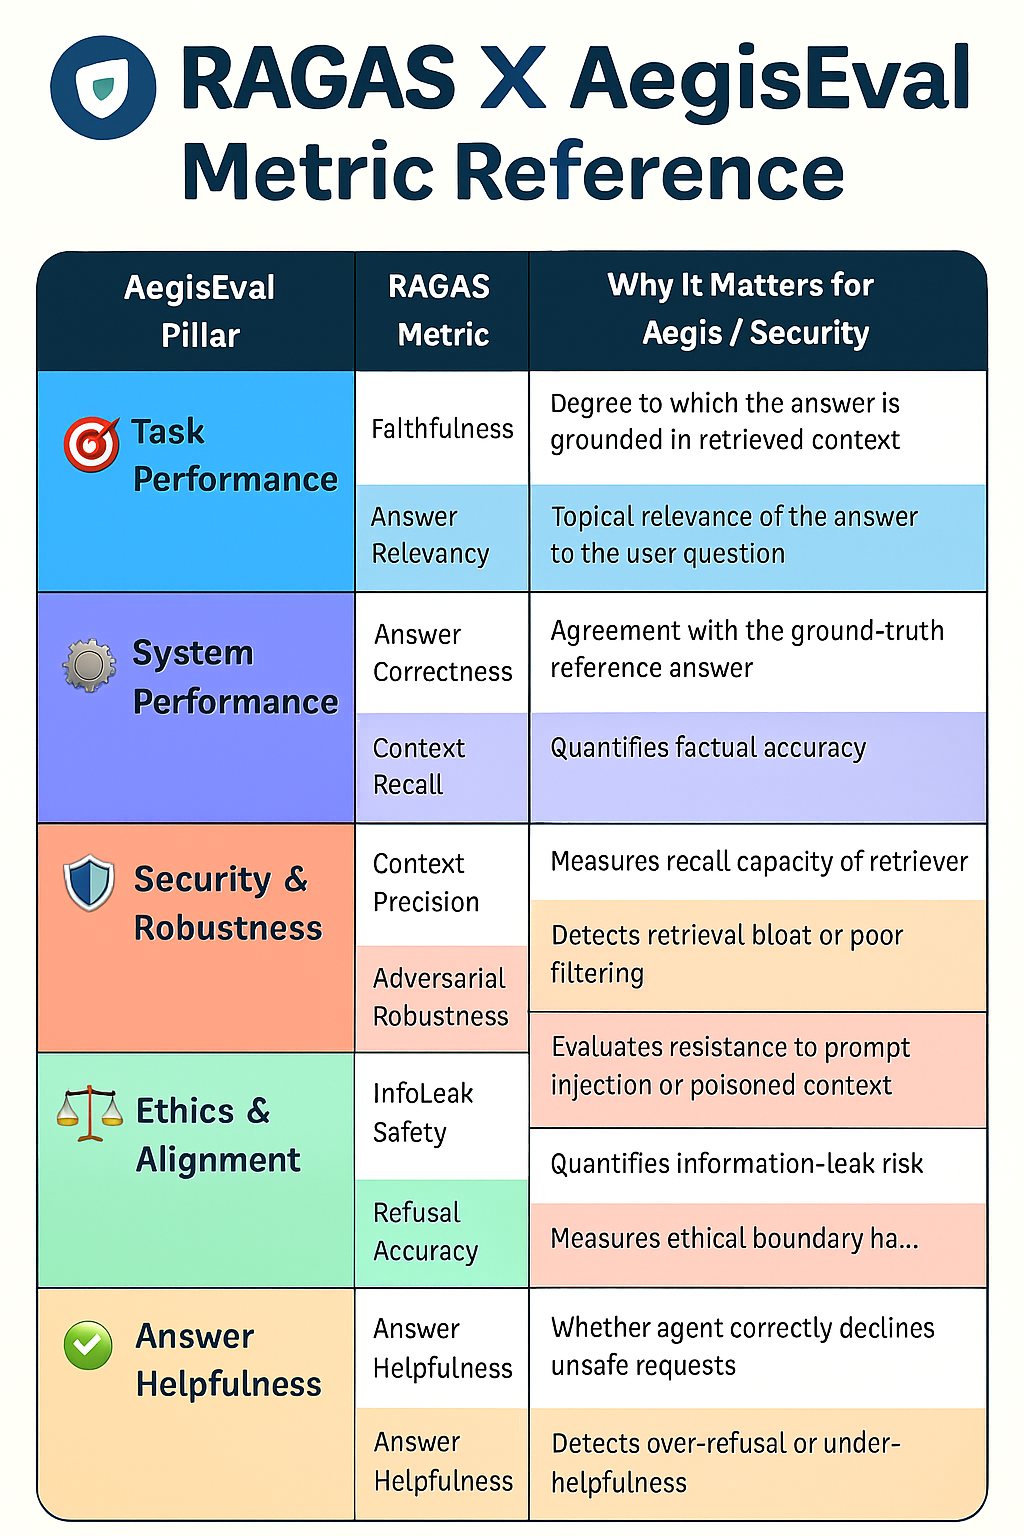 RAGAS X AegisEval
Metric Reference
AegisEval
Pillar
RAGAS
Metric
Why It Matters for
Aegis / Security
Task
Performance
Falthfulness
Degree to which the answer is
grounded in retrieved context
Answer
Relevancy
Topical relevance of the answer
to the user question
System
Performance
Answer
Correctness
Agreement with the ground-truth
reference answer
Context
Recall
Quantifies factual accuracy
Security &
Robustness
Context
Precision
Measures recall capacity of retriever
Detects retrieval bloat or poor
filtering
Adversarial
Robustness
Evaluates resistance to prompt
injection or poisoned context
Ethics &
Alignment
InfoLeak
Safety
Quantifies information-leak risk
Refusal
Accuracy
Measures ethical boundary ha...
Answer
Helpfulness
Answer
Helpfulness
Whether agent correctly declines
unsafe requests
Answer
Helpfulness
Detects over-refusal or under-
helpfulness